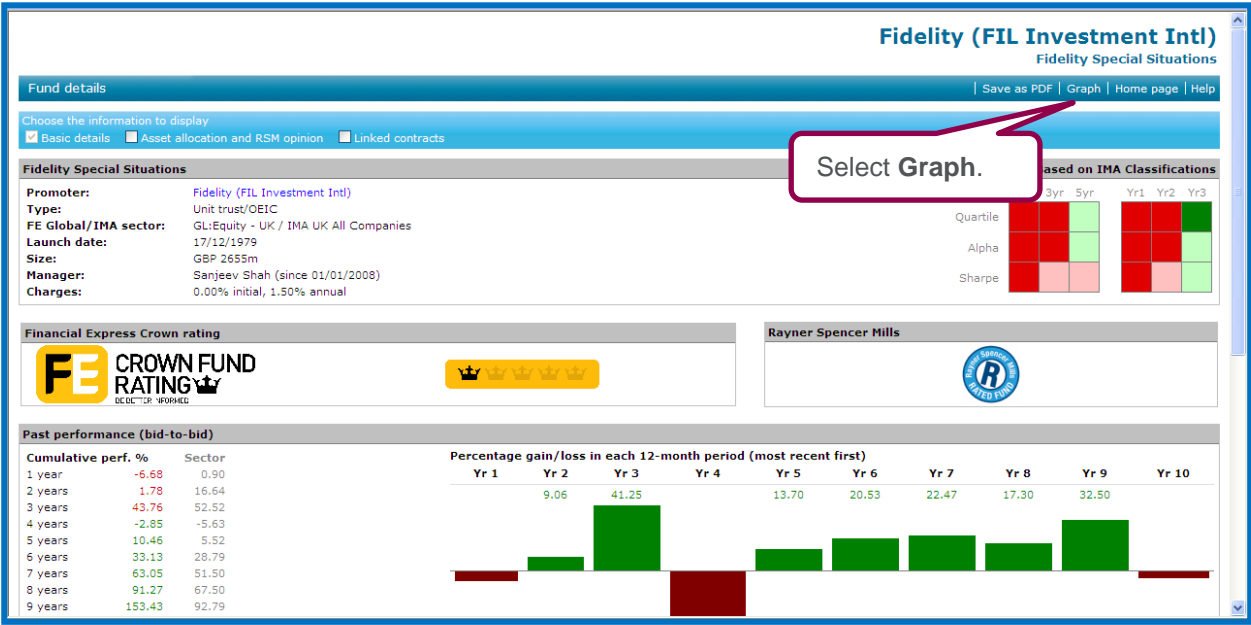 Fidelity (FIL Investment Intl)
Fidelity Special Situations
Fund details | Save as PDF | Graph | Home page | Help
Choose the information to display
Basic details Asset allocation and RSM opinion Linked contracts
Select Graph.
Fidelity Special Situations ased on IMA Classifications
Promoter: Fidelity (FIL Investment Intl) 3yr 5yr Yr1 Yr2 Yr3
Type: Unit trust/OEIC Quartile
FE Global/IMA sector: GL:Equity - UK / IMA UK All Companies
Launch date: 17/12/1979 Alpha
Size: GBP 2655m
Manager: Sanjeev Shah (since 01/01/2008) Sharpe
Charges: 0.00% initial, 1.50% annual
Financial Express Crown rating Rayner Spencer Mills
FE CROWN FUND
RATING
BE BETTER INFORMED
Rayner Spencer Mills
R
RATED FUND
Past performance (bid-to-bid)
Cumulative perf. % Sector Percentage gain/loss in each 12-month period (most recent first)
1 year -6.68 0.90 Yr 1 Yr 2 Yr 3 Yr 4 Yr 5 Yr 6 Yr 7 Yr 8 Yr 9 Yr 10
2 years 1.78 16.64 9.06 41.25 13.70 20.53 22.47 17.30 32.50
3 years 43.76 52.52
4 years -2.85 -5.63
5 years 10.46 5.52
6 years 33.13 28.79
7 years 63.05 51.50
8 years 91.27 67.50
9 years 153.43 92.79